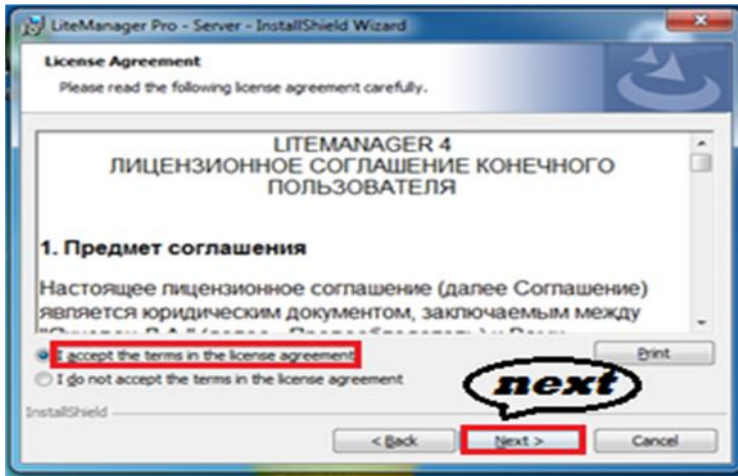 LiteManager Pro - Server - InstallShield Wizard
License Agreement
Please read the following license agreement carefully.
LITEMANAGER 4
ЛИЦЕНЗИОННОЕ СОГЛАШЕНИЕ КОНЕЧНОГО
ПОЛЬЗОВАТЕЛЯ
1. Предмет соглашения
Настоящее лицензионное соглашение (далее Соглашение)
является юридическим документом, заключаемым между
I accept the terms in the license agreement
Print
I do not accept the terms in the license agreement
next
InstallShield
< Back
Next >
Cancel